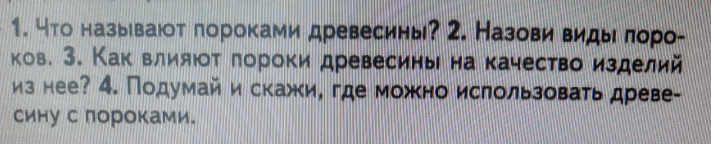 1. Что называют пороками древесины? 2. Назови виды поро-
ков. 3. Как влияют пороки древесины на качество изделий
из нее? 4. Подумай и скажи, где можно использовать древе-
сину с пороками.